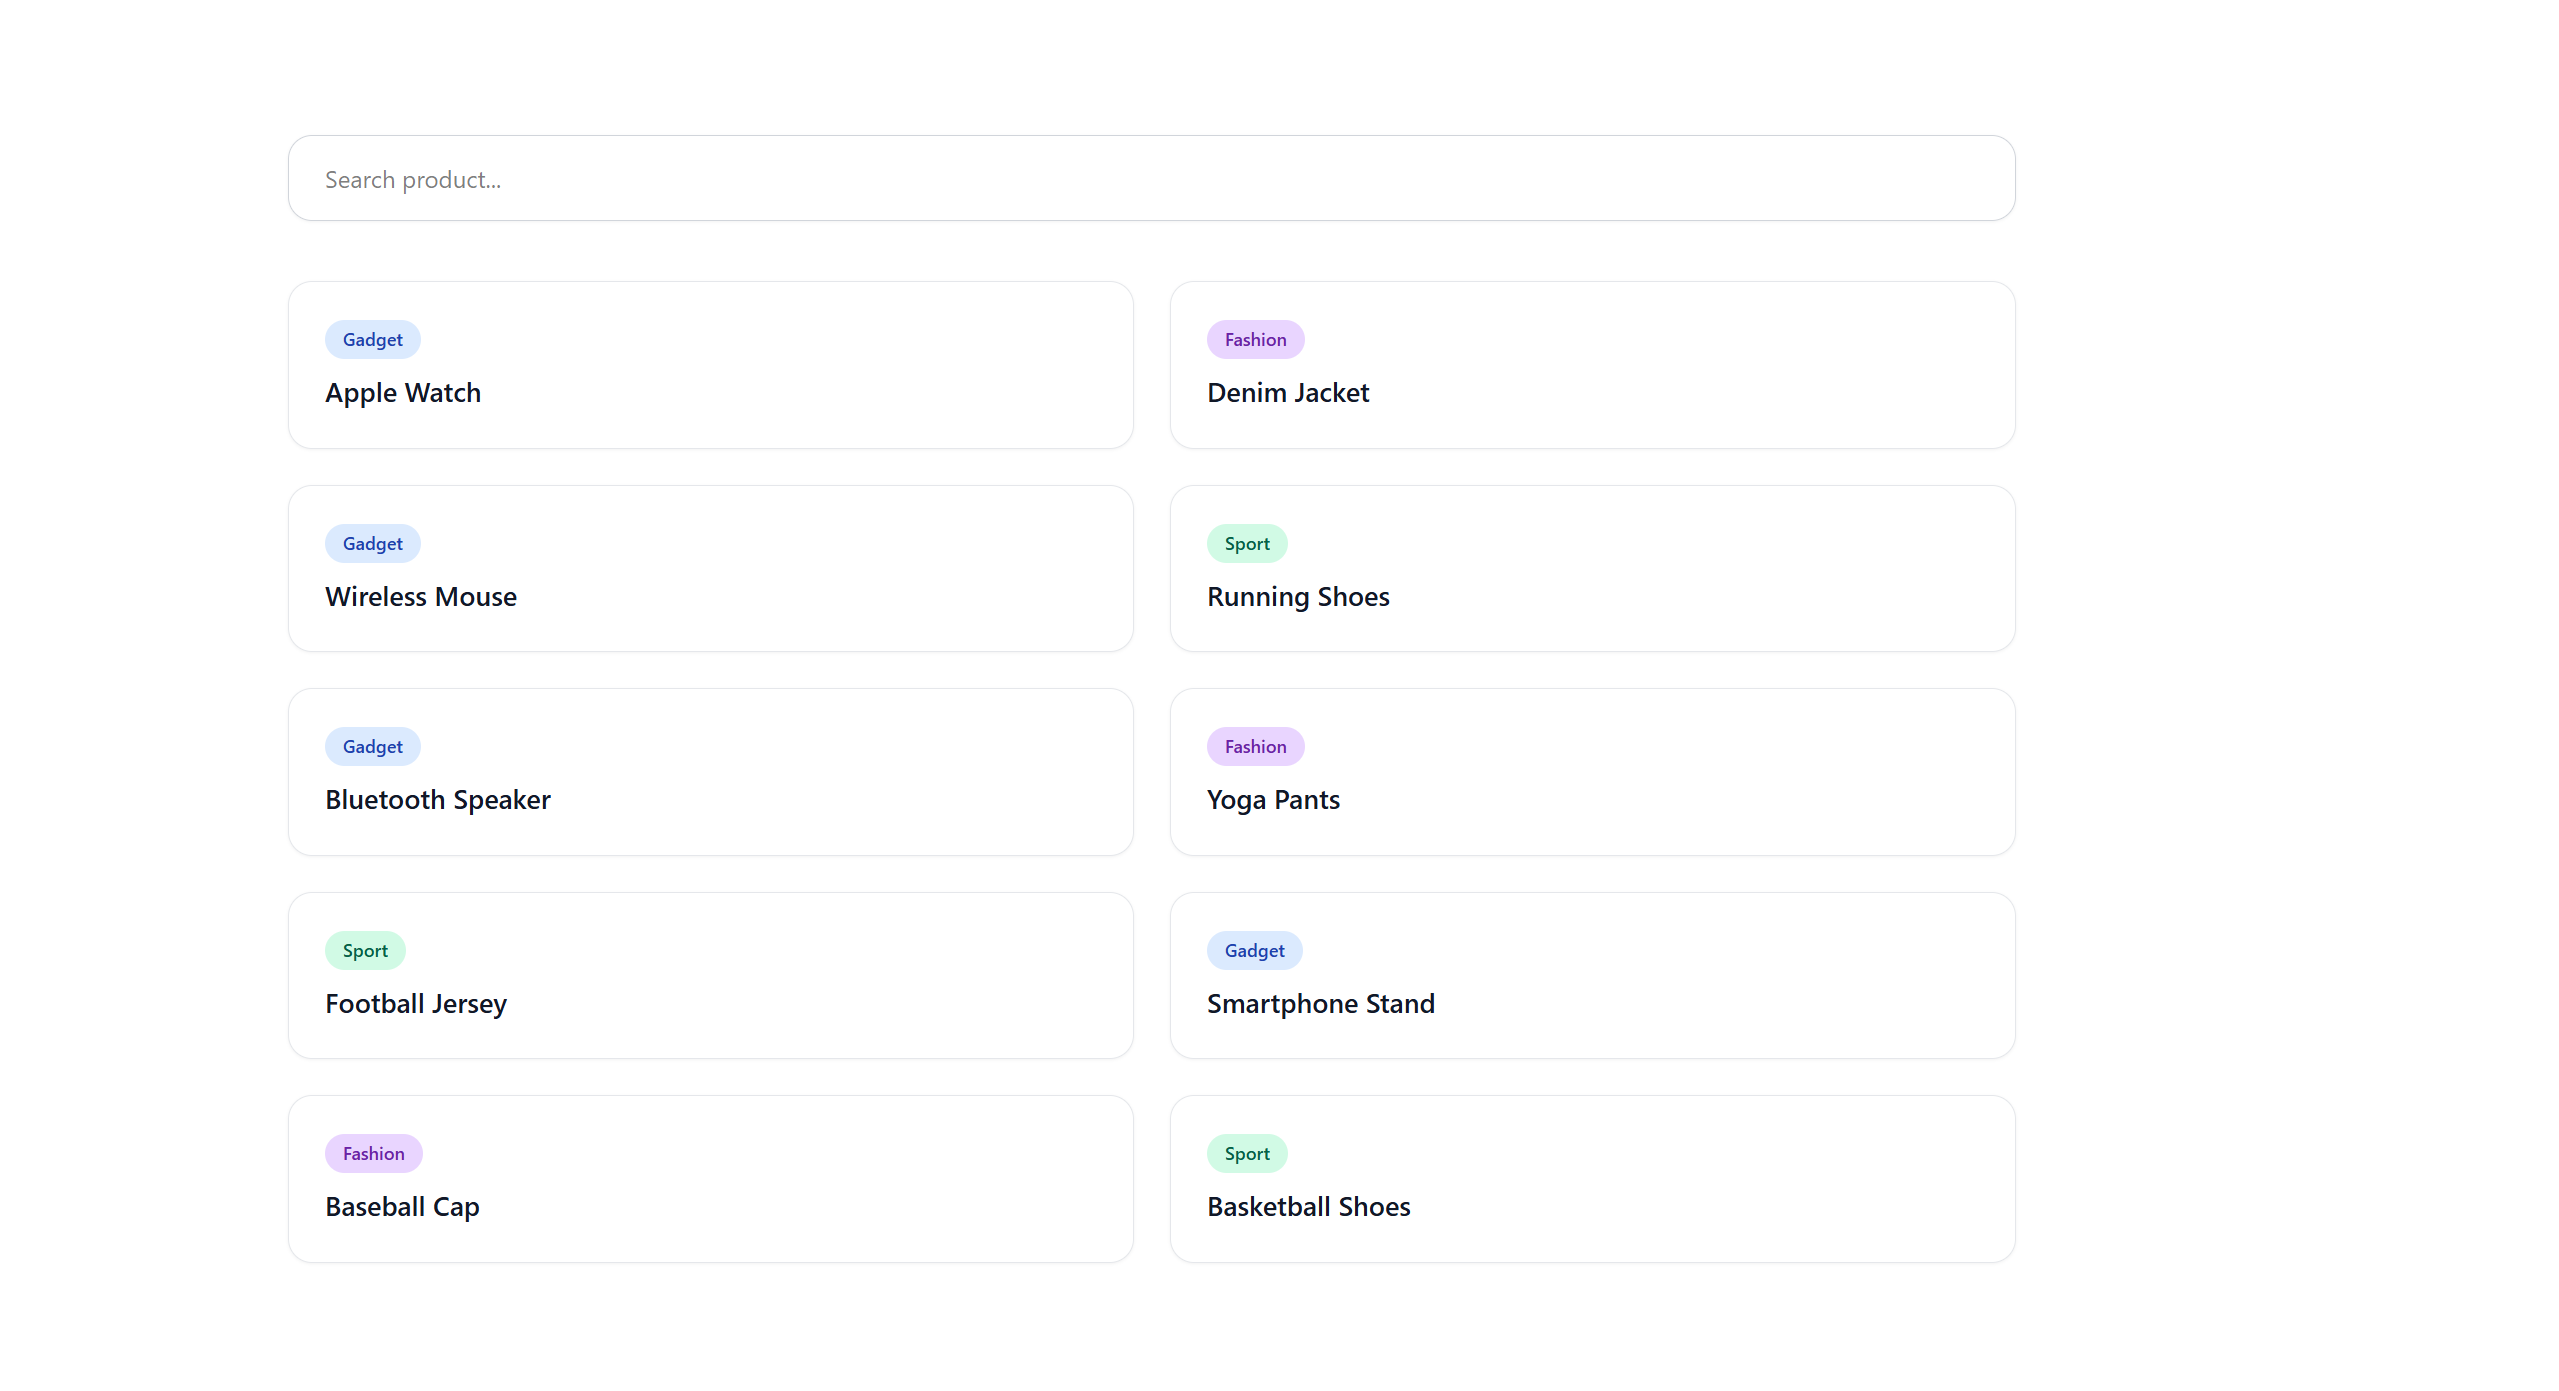 Search product...
Gadget
Apple Watch
Fashion
Denim Jacket
Gadget
Wireless Mouse
Sport
Running Shoes
Gadget
Bluetooth Speaker
Fashion
Yoga Pants
Sport
Football Jersey
Gadget
Smartphone Stand
Fashion
Baseball Cap
Sport
Basketball Shoes